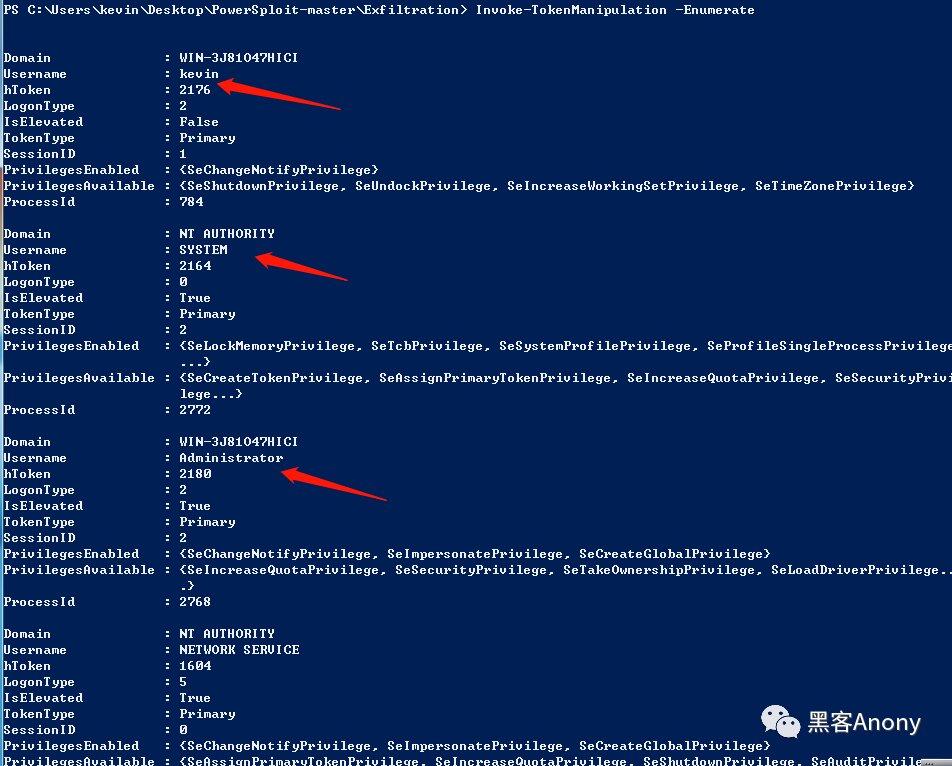 PS C:\Users\kevin\Desktop\PowerSploit-master\Exfiltration> Invoke-TokenManipulation -Enumerate
Domain : WIN-3J81047HICI
Username : kevin
hToken : 2176
LogonType : 2
IsElevated : False
TokenType : Primary
SessionID : 1
PrivilegesEnabled : {SeChangeNotifyPrivilege}
PrivilegesAvailable : {SeShutdownPrivilege, SeUndockPrivilege, SeIncreaseWorkingSetPrivilege, SeTimeZonePrivilege}
ProcessId : 784
Domain : NT AUTHORITY
Username : SYSTEM
hToken : 2164
LogonType : 0
IsElevated : True
TokenType : Primary
SessionID : 2
PrivilegesEnabled : {SeLockMemoryPrivilege, SeTcbPrivilege, SeSystemProfilePrivilege, SeProfileSingleProcessPrivilege
...}
PrivilegesAvailable : {SeCreateTokenPrivilege, SeAssignPrimaryTokenPrivilege, SeIncreaseQuotaPrivilege, SeSecurityPrivi
lege...}
ProcessId : 2772
Domain : WIN-3J81047HICI
Username : Administrator
hToken : 2180
LogonType : 2
IsElevated : True
TokenType : Primary
SessionID : 2
PrivilegesEnabled : {SeChangeNotifyPrivilege, SeImpersonatePrivilege, SeCreateGlobalPrivilege}
PrivilegesAvailable : {SeIncreaseQuotaPrivilege, SeSecurityPrivilege, SeTakeOwnershipPrivilege, SeLoadDriverPrivilege..
.}
ProcessId : 2768
Domain : NT AUTHORITY
Username : NETWORK SERVICE
hToken : 1604
LogonType : 5
IsElevated : True
TokenType : Primary
SessionID : 0
PrivilegesEnabled : {SeChangeNotifyPrivilege, SeImpersonatePrivilege, SeCreateGlobalPrivilege}
PrivilegesAvailable : {SeAssignPrimaryTokenPrivilege, SeIncreaseQuotaPrivilege, SeShutdownPrivilege, SeAuditPrivile
黑客Anony